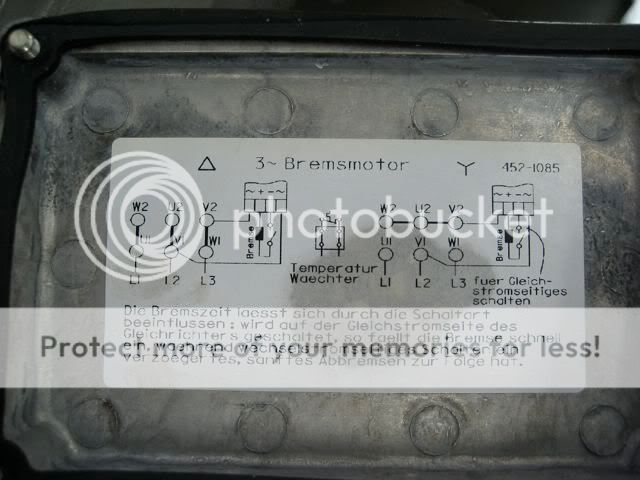 3~ Bremsmotor 452-1085
~+-~ ~+-~
W2 U2 V2 W2 U2 V2
photobucket
U1 V1 W1 Bremse U1 V1 W1 Bremse
L1 L2 L3 Temperatur L1 L2 L3 fuer Gleich-
Waechter stromseitiges
schalten
Die Bremszeit laesst sich durch die Schaltart
beeinflussen: wird auf der Gleichstromseite des
Gleichrichters geschaltet, so faellt die Bremse schnell
Protect more of your memories for less!
ein, waehrend
verzoegertes, sanftes Abbremsen zur Folge hat.